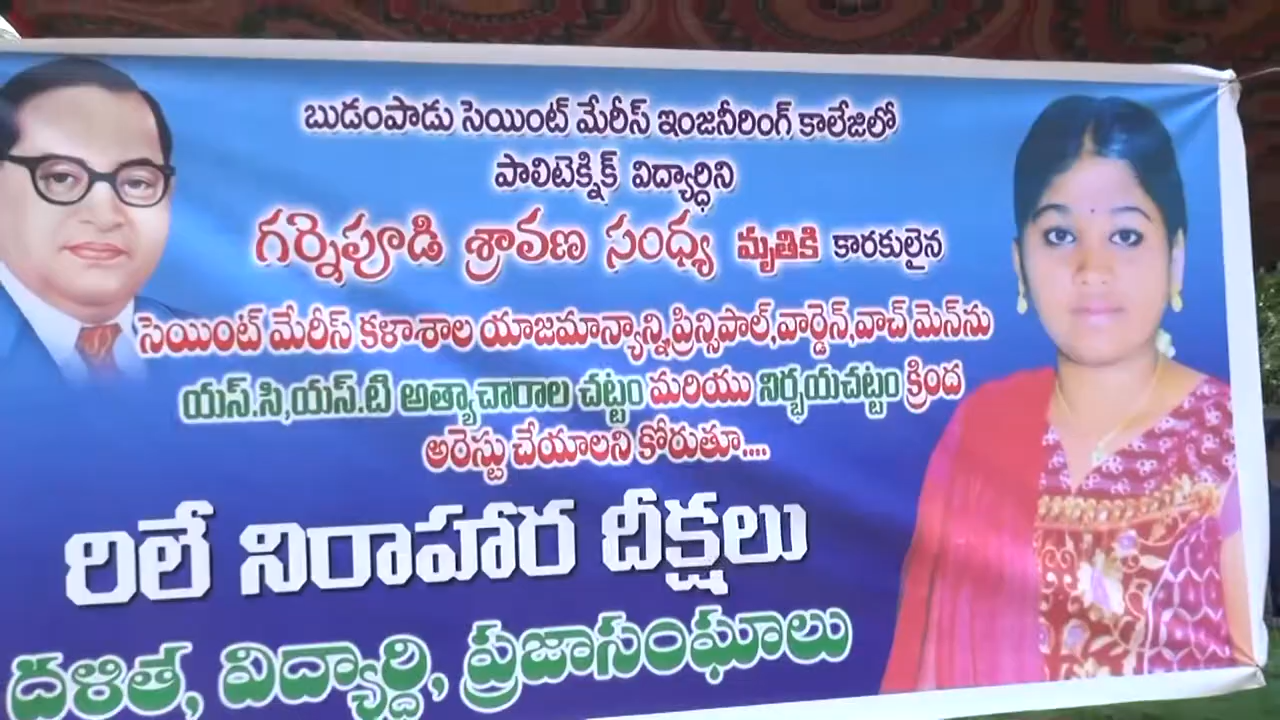 బుడంపాడు సెయింట్ మేరీస్ ఇంజనీరింగ్ కాలేజిలో
పాలిటెక్నిక్ విద్యార్ధిని
గర్నెపూడి శ్రావణ సంధ్య మృతికి కారకులైన
సెయింట్ మేరీస్ కళాశాల యాజమాన్యాన్ని,ప్రిన్సిపాల్,వార్డెన్,వాచ్ మెన్‌ను
యస్.సి,యస్.టి అత్యాచారాల చట్టం మరియు నిర్భయచట్టం క్రింద
అరెస్టు చేయాలని కోరుతూ....
రిలే నిరాహార దీక్షలు
దళిత, విద్యార్ధి, ప్రజాసంఘాలు